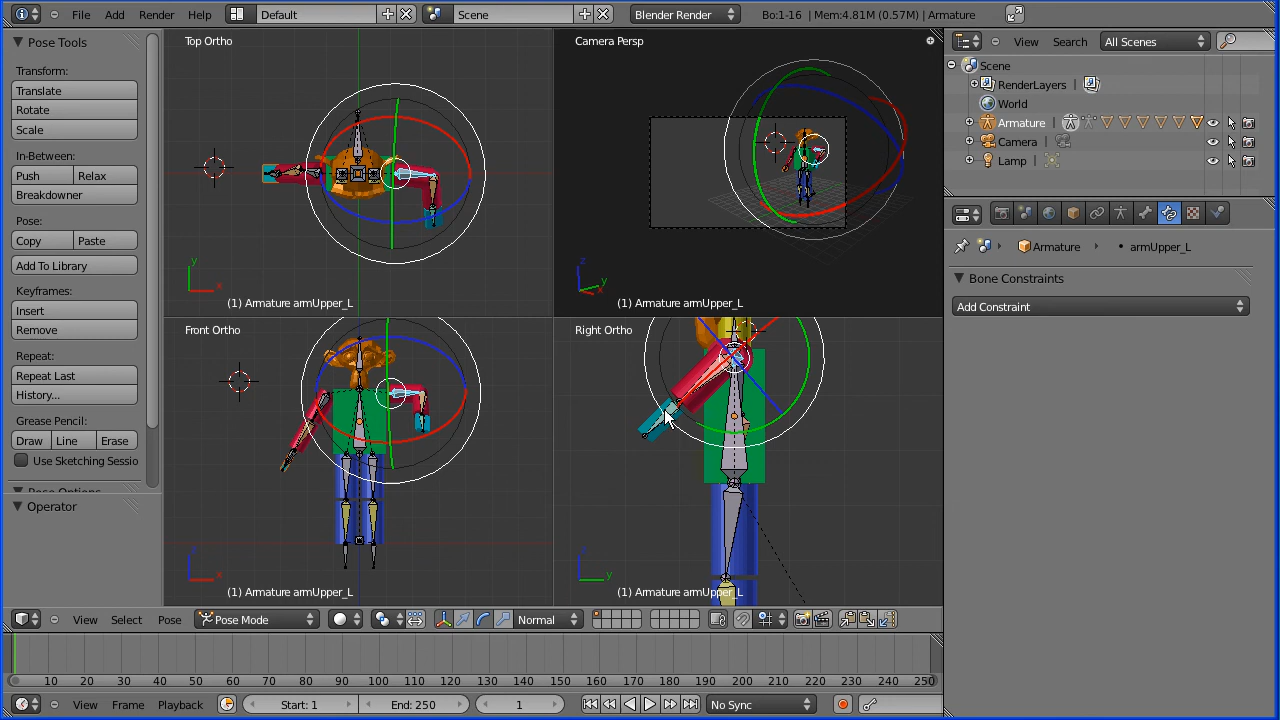 File Add Render Help Default Scene Blender Render Bo:1-16 | Mem:4.81M (0.57M) | Armature
Pose Tools
Transform:
Translate
Rotate
Scale
In-Between:
Push Relax
Breakdowner
Pose:
Copy Paste
Add To Library
Keyframes:
Insert
Remove
Repeat:
Repeat Last
History...
Grease Pencil:
Draw Line Erase
Use Sketching Sessio
Operator
Top Ortho
y
x
(1) Armature armUpper_L
Camera Persp
z
y
x
(1) Armature armUpper_L
Front Ortho
z
x
(1) Armature armUpper_L
Right Ortho
z
y
(1) Armature armUpper_L
View Select Pose Pose Mode Normal
10 20 30 40 50 60 70 80 90 100 110 120 130 140 150 160 170 180 190 200 210 220 230 240 250
View Frame Playback Start: 1 End: 250 1 No Sync
View Search All Scenes
Scene
RenderLayers |
World
Armature |
Camera |
Lamp |
Armature armUpper_L
Bone Constraints
Add Constraint